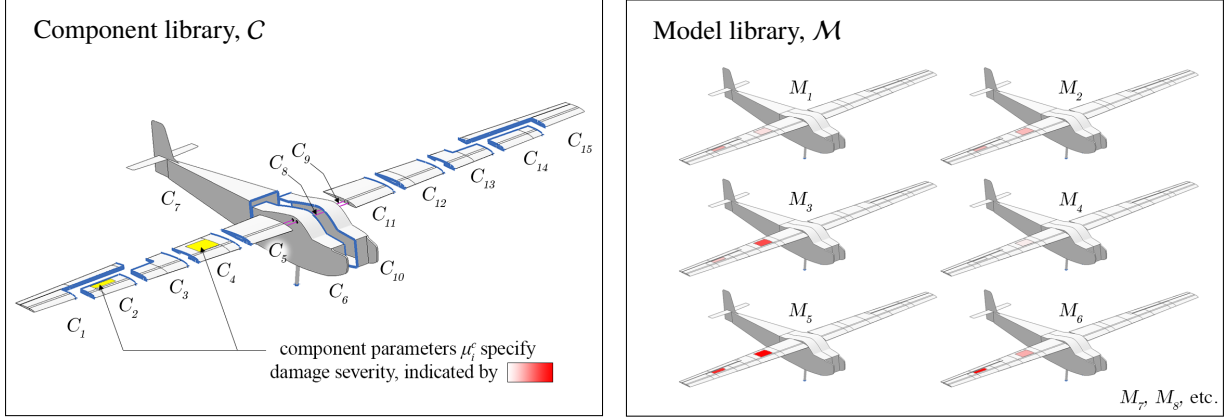 Component library, 𝒞
C₉
C₈
C₁₅
C₁₄
C₁₃
C₁₂
C₇
C₁₁
C₅
C₁₀
C₄
C₆
C₃
C₂
C₁
component parameters μᵢᶜ specify
damage severity, indicated by
Model library, ℳ
M₁
M₂
M₃
M₄
M₅
M₆
M₇, M₈, etc.